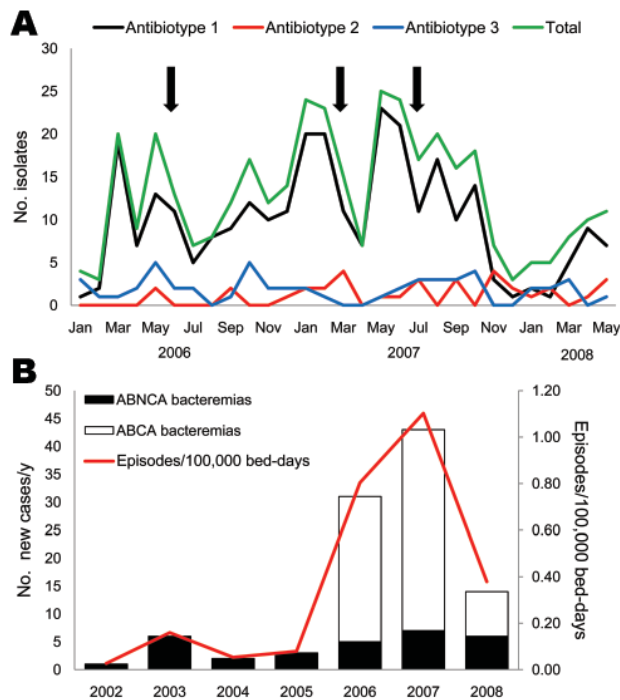 A
Antibiotype 1 Antibiotype 2 Antibiotype 3 Total
30
25
20
15
10
5
0
No. isolates
Jan Mar May Jul Sep Nov Jan Mar May Jul Sep Nov Jan Mar May
2006 2007 2008
B
50
45
40
35
30
25
20
15
10
5
0
No. new cases/y
ABNCA bacteremias
ABCA bacteremias
Episodes/100,000 bed-days
1.20
1.00
0.80
0.60
0.40
0.20
0.00
Episodes/100,000 bed-days
2002 2003 2004 2005 2006 2007 2008